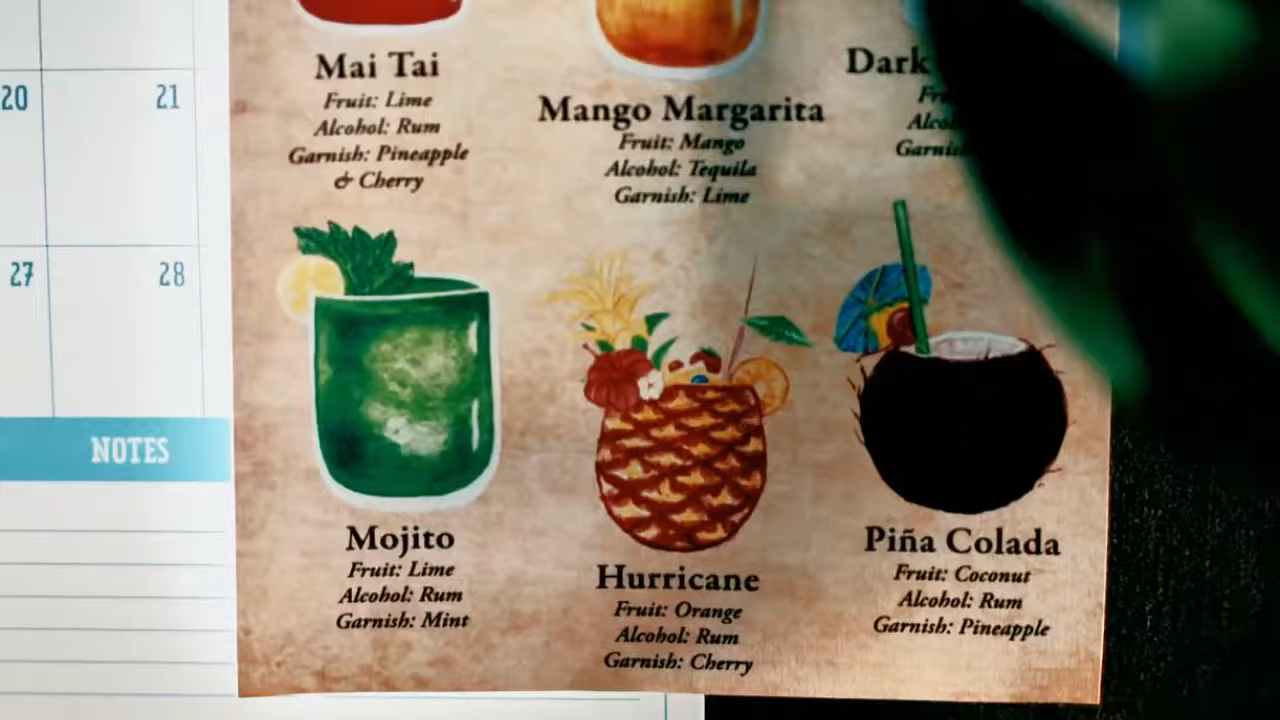 20
21
27
28
NOTES
Mai Tai
Fruit: Lime
Alcohol: Rum
Garnish: Pineapple
& Cherry
Mango Margarita
Fruit: Mango
Alcohol: Tequila
Garnish: Lime
Dark
Mojito
Fruit: Lime
Alcohol: Rum
Garnish: Mint
Hurricane
Fruit: Orange
Alcohol: Rum
Garnish: Cherry
Piña Colada
Fruit: Coconut
Alcohol: Rum
Garnish: Pineapple